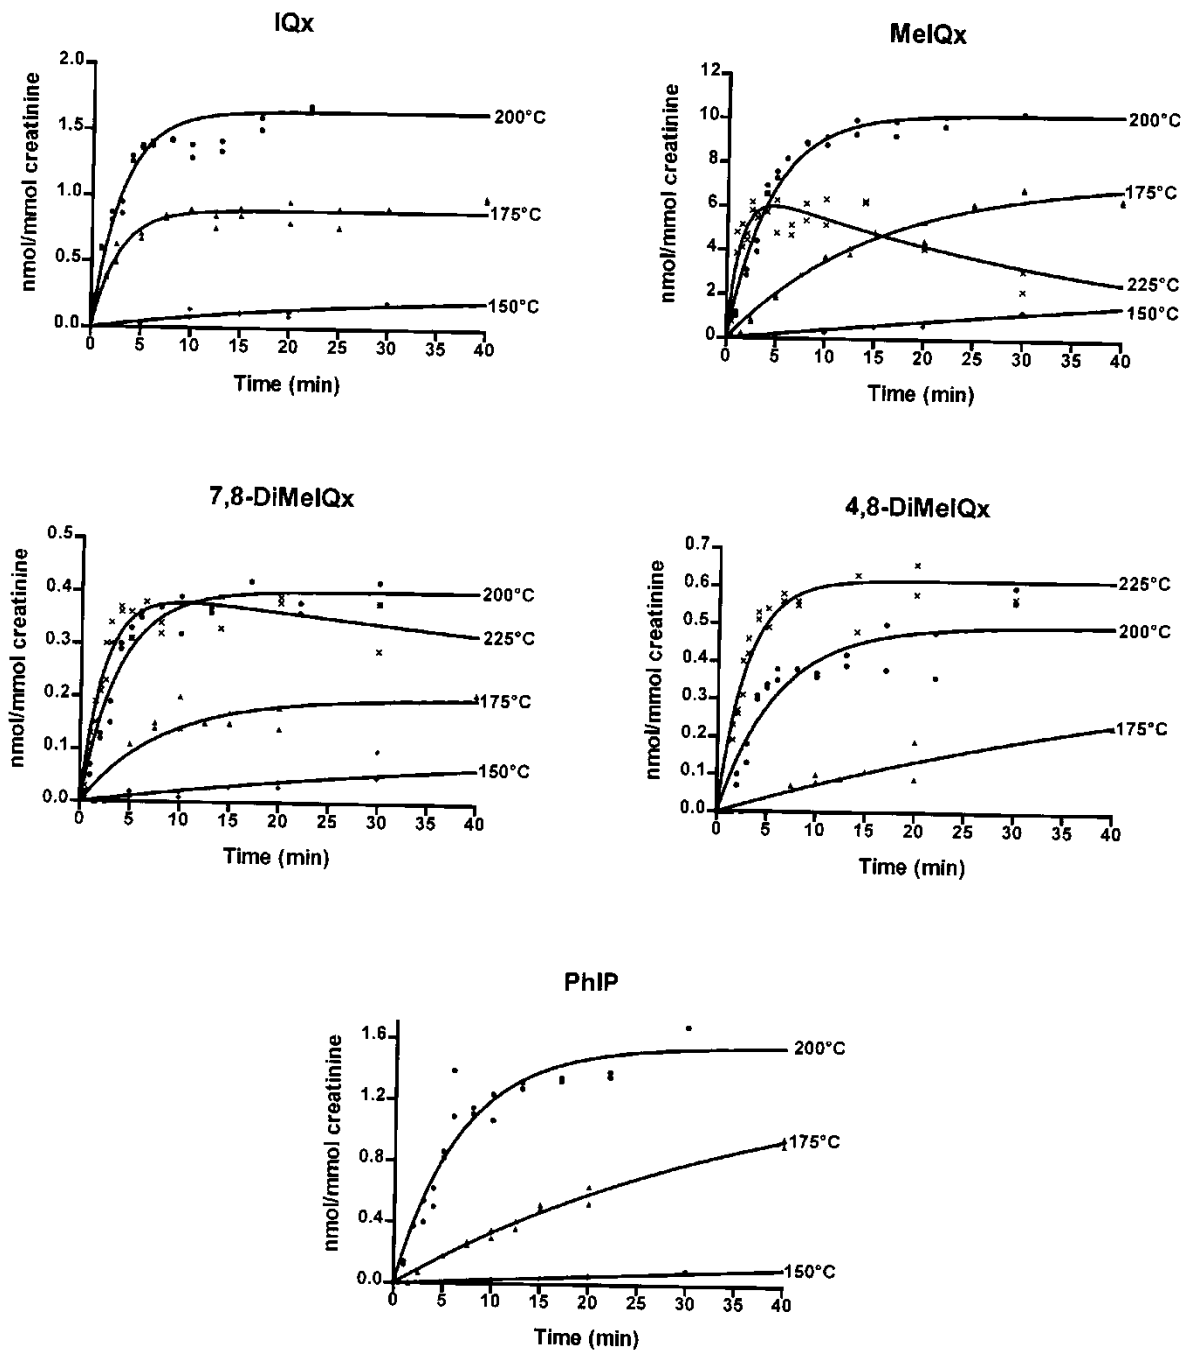 IQx
nmol/mmol creatinine
2.0
1.5
1.0
0.5
0.0
200°C
175°C
150°C
0 5 10 15 20 25 30 35 40
Time (min)
MeIQx
nmol/mmol creatinine
12
10
8
6
4
2
0
200°C
175°C
225°C
150°C
0 5 10 15 20 25 30 35 40
Time (min)
7,8-DiMeIQx
nmol/mmol creatinine
0.5
0.4
0.3
0.2
0.1
0.0
200°C
225°C
175°C
150°C
0 5 10 15 20 25 30 35 40
Time (min)
4,8-DiMeIQx
nmol/mmol creatinine
0.7
0.6
0.5
0.4
0.3
0.2
0.1
0.0
225°C
200°C
175°C
0 5 10 15 20 25 30 35 40
Time (min)
PhIP
nmol/mmol creatinine
1.6
1.2
0.8
0.4
0.0
200°C
175°C
150°C
0 5 10 15 20 25 30 35 40
Time (min)